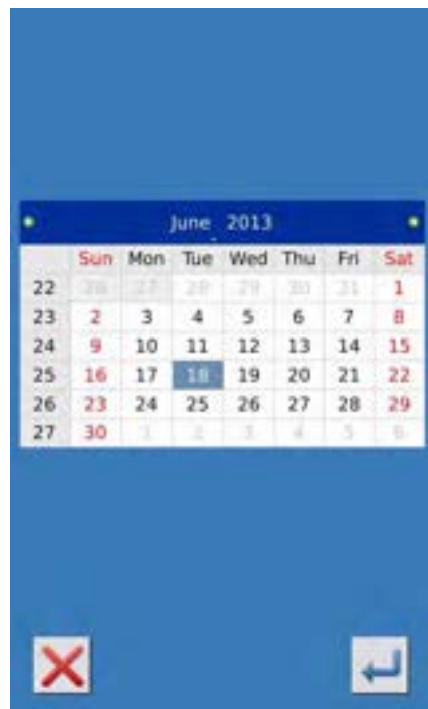 June 2013
Sun Mon Tue Wed Thu Fri Sat
22 26 27 28 29 30 31 1
23 2 3 4 5 6 7 8
24 9 10 11 12 13 14 15
25 16 17 18 19 20 21 22
26 23 24 25 26 27 28 29
27 30 1 2 3 4 5 6